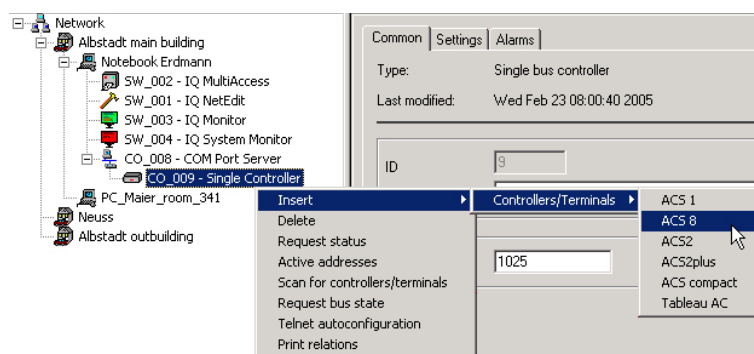 Network
Albstadt main building
Notebook Erdmann
SW_002 - IQ MultiAccess
SW_001 - IQ NetEdit
SW_003 - IQ Monitor
SW_004 - IQ System Monitor
CO_008 - COM Port Server
CO_009 - Single Controller
PC_Maier_room_341
Neuss
Albstadt outbuilding
Common Settings Alarms
Type: Single bus controller
Last modified: Wed Feb 23 08:00:40 2005
ID 9
1025
Insert
Delete
Request status
Active addresses
Scan for controllers/terminals
Request bus state
Telnet autoconfiguration
Print relations
Controllers/Terminals
ACS 1
ACS 8
ACS2
ACS2plus
ACS compact
Tableau AC